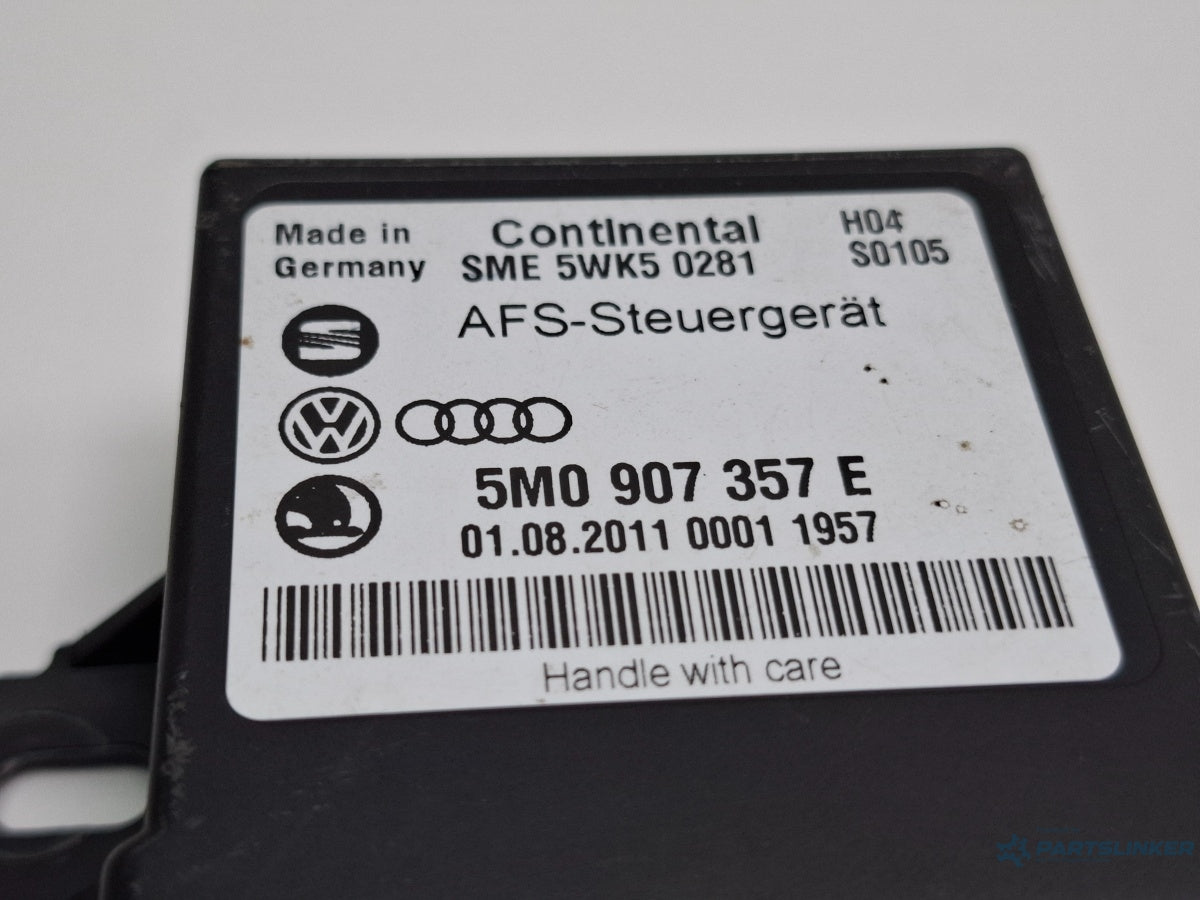 Made in Germany
Continental
SME 5WK5 0281
H04
S0105
AFS-Steuergerät
5M0 907 357 E
01.08.2011 0001 1957
Handle with care
PARTSLINKER